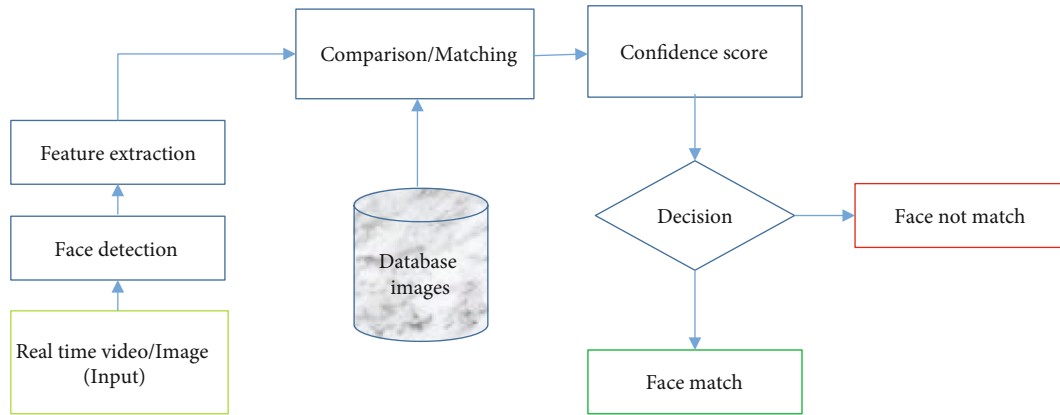 Real time video/Image
(Input)
Face detection
Feature extraction
Comparison/Matching
Database
images
Confidence score
Decision
Face not match
Face match